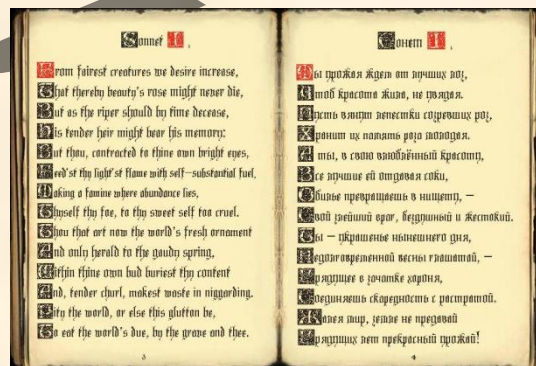 Sonnet 1.
From fairest creatures we desire increase,
That thereby beauty's rose might never die,
But as the riper should by time decease,
His tender heir might bear his memory:
But thou, contracted to thine own bright eyes,
Feed'st thy light'st flame with self-substantial fuel,
Making a famine where abundance lies,
Thyself thy foe, to thy sweet self too cruel.
Thou that art now the world's fresh ornament
And only herald to the gaudy spring,
Within thine own bud buriest thy content
And, tender churl, makest waste in niggarding.
Pity the world, or else this glutton be,
To eat the world's due, by the grave and thee.
3
Сонет 1.
Мы урожая ждём от лучших лоз,
Чтоб красота жила, не увядая.
Пусть вянут лепестки созревших роз,
Хранит их память роза молодая.
А ты, в свою влюблённый красоту,
Все лучшие ей отдавая соки,
Обилье превращаешь в нищету, –
Свой злейший враг, бездушный и жестокий.
Ты – украшенье нынешнего дня,
Недолговременной весны глашатай, –
Грядущее в зачатке хороня,
Соединяешь скаредность с растратой.
Жалея мир, земле не предавай
Грядущих лет прекрасный урожай!
4